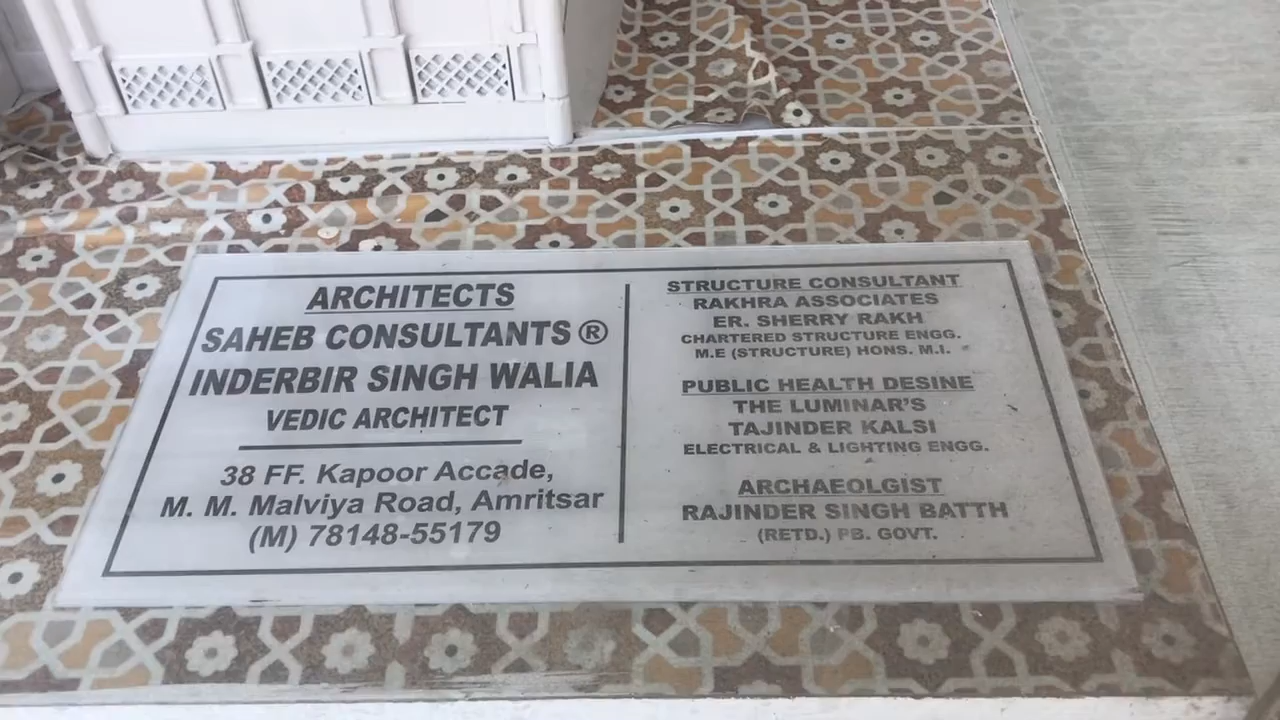 ARCHITECTS
SAHEB CONSULTANTS ®
INDERBIR SINGH WALIA
VEDIC ARCHITECT
38 FF. Kapoor Accade,
M. M. Malviya Road, Amritsar
(M) 78148-55179
STRUCTURE CONSULTANT
RAKHRA ASSOCIATES
ER. SHERRY RAKH
CHARTERED STRUCTURE ENGG.
M.E (STRUCTURE) HONS. M.I.
PUBLIC HEALTH DESINE
THE LUMINAR'S
TAJINDER KALSI
ELECTRICAL & LIGHTING ENGG.
ARCHAEOLGIST
RAJINDER SINGH BATTH
(RETD.) PB. GOVT.